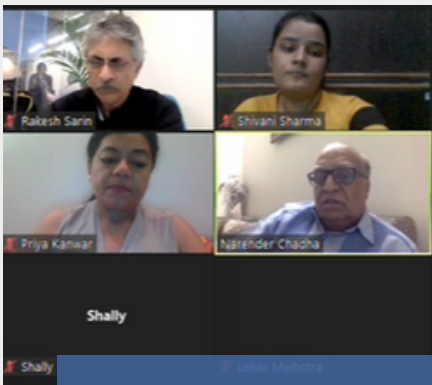 Rakesh Sarin
Shivani Sharma
Priya Kanwar
Narender Chadha
Shally
Shally
Lehar Malhotra